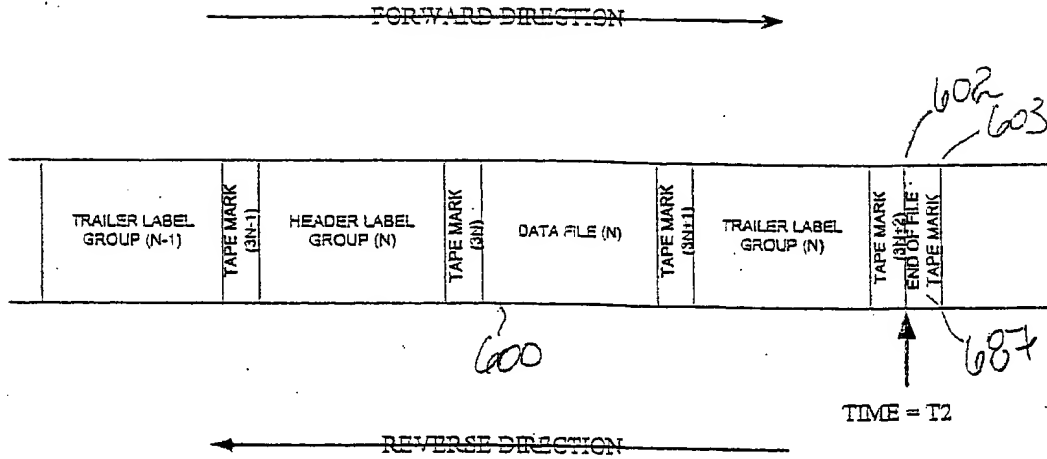 FORWARD DIRECTION
602
603
TRAILER LABEL
GROUP (N-1)
TAPE MARK
(3N-1)
HEADER LABEL
GROUP (N)
TAPE MARK
(3N)
DATA FILE (N)
TAPE MARK
(3N+1)
TRAILER LABEL
GROUP (N)
TAPE MARK
(3N+2)
END OF FILE
TAPE MARK
600
687
TIME = T2
REVERSE DIRECTION